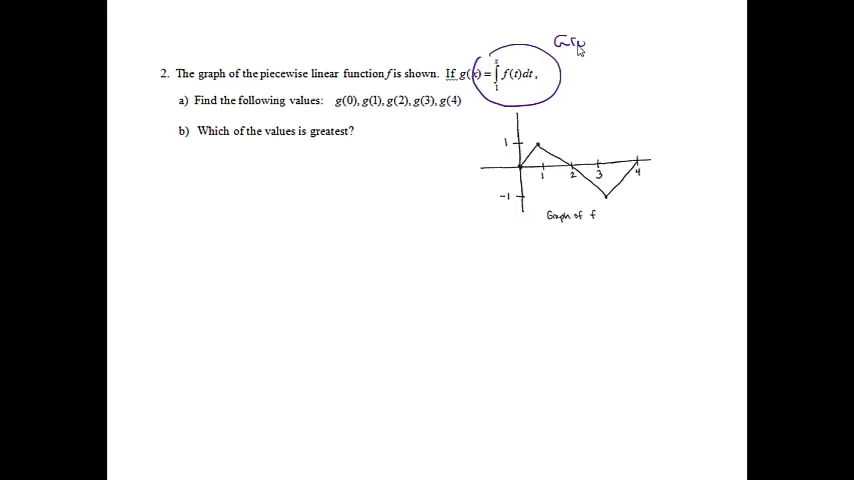 2. The graph of the piecewise linear function f is shown. If g(x) = ∫₁ˣ f(t)dt,
a) Find the following values: g(0), g(1), g(2), g(3), g(4)
b) Which of the values is greatest?
1
1 2 3 4
-1
Graph of f